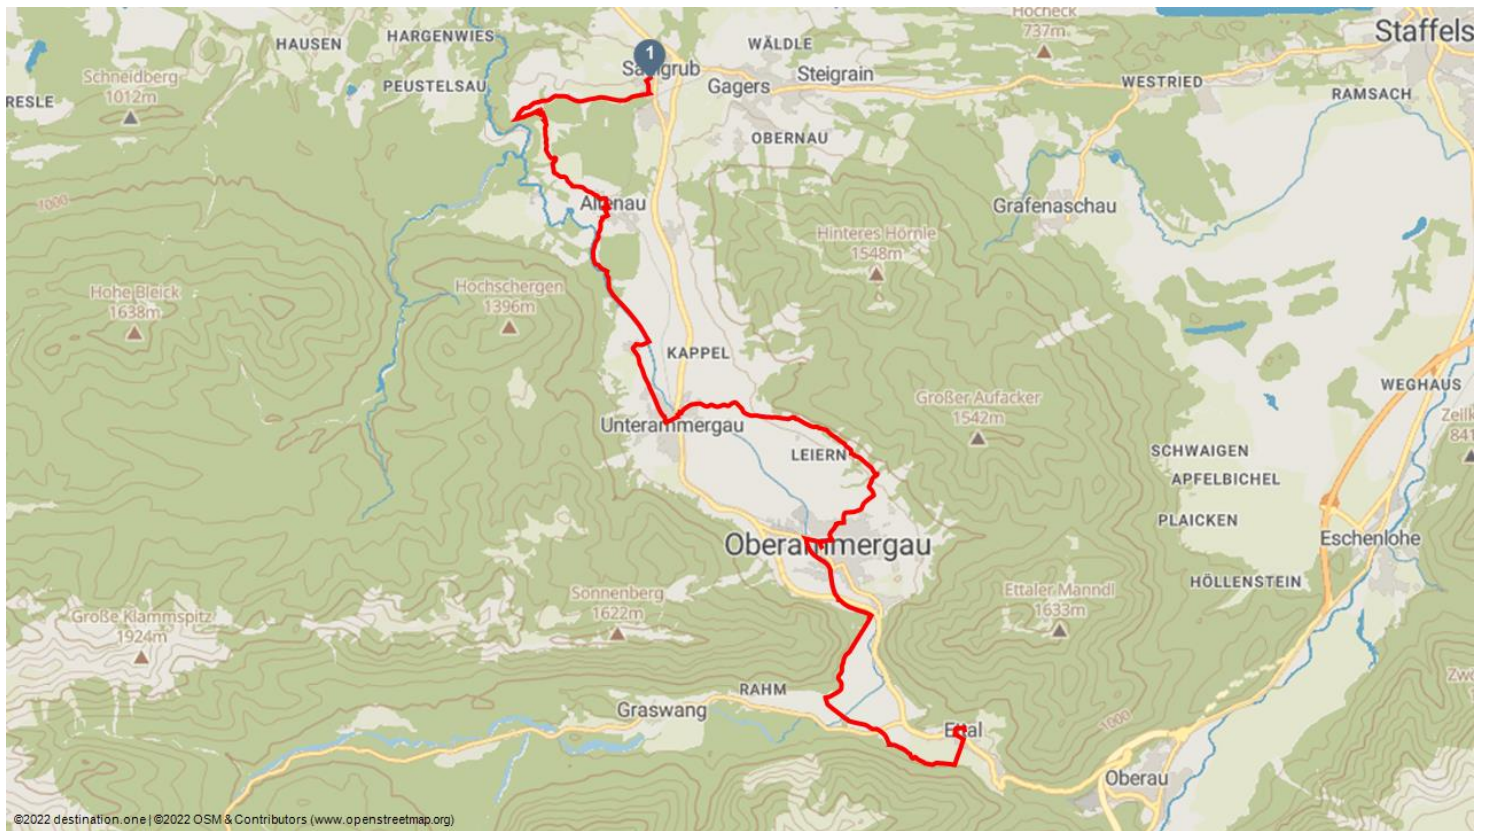 Hocheck
737m
HARGENWIES
HAUSEN
WÄLDLE
Staffels
1
Schneidberg
1012m
Steigrain
Gagers
PEUSTELSAU
WESTRIED
RAMSACH
RESLE
OBERNAU
1000
Altenau
Grafenaschau
Hinteres Hörnle
1548m
Hohe Bleick
1638m
Hochschergen
1396m
KAPPEL
WEGHAUS
Großer Aufacker
1542m
Unterammergau
841
LEIERN
SCHWAIGEN
APFELBICHEL
PLAICKEN
Oberammergau
Eschenlohe
HÖLLENSTEIN
Sonnenberg
1622m
Ettaler Manndl
1633m
Große Klammspitz
1924m
RAHM
Graswang
Ettal
1000
Oberau
©2022 destination.one | ©2022 OSM & Contributors (www.openstreetmap.org)